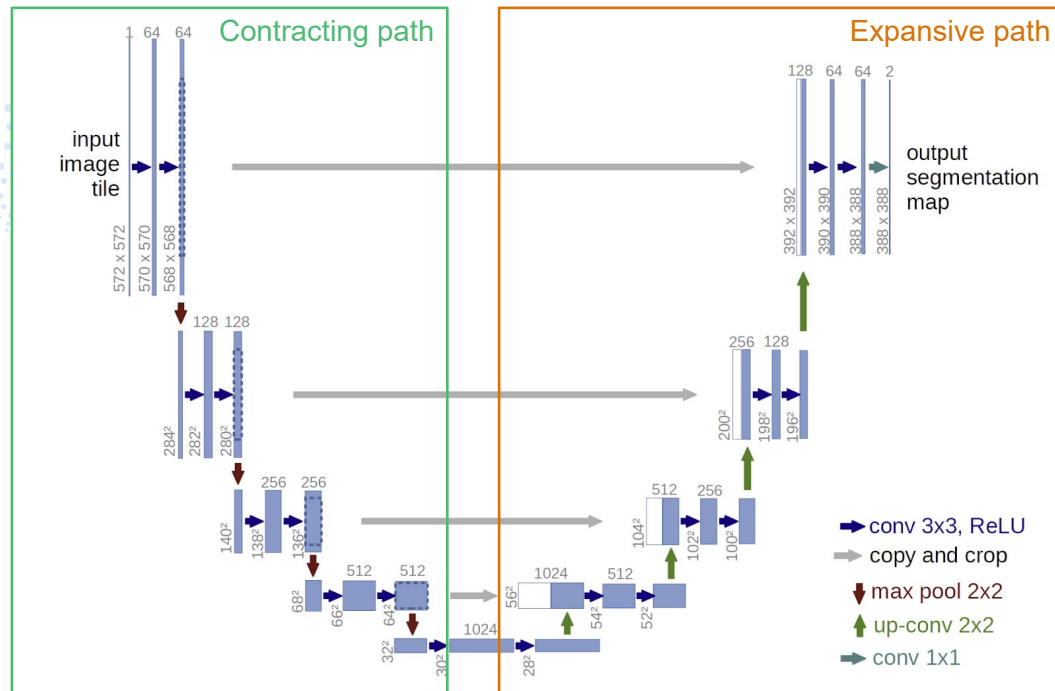 Contracting path
Expansive path
1 64 64
128 64 64 2
input
image
tile
output
segmentation
map
572 x 572
570 x 570
568 x 568
392 x 392
390 x 390
388 x 388
388 x 388
128 128
256 128
284²
282²
280²
200²
198²
196²
256 256
512 256
140²
138²
136²
104²
102²
100²
conv 3x3, ReLU
copy and crop
512 512
1024 512
max pool 2x2
68²
66²
64²
56²
54²
52²
up-conv 2x2
1024
32²
30²
28²
conv 1x1